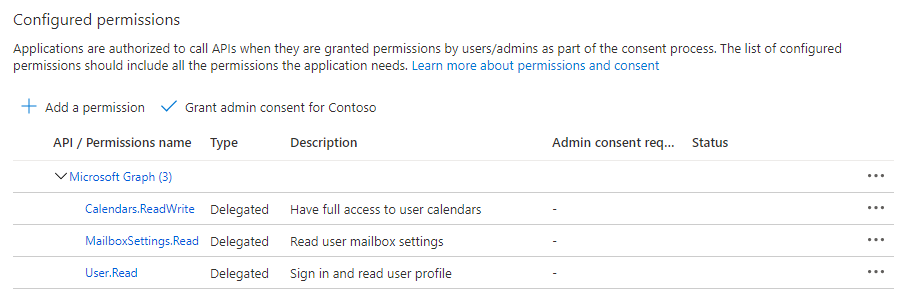 Configured permissions
Applications are authorized to call APIs when they are granted permissions by users/admins as part of the consent process. The list of configured
permissions should include all the permissions the application needs. Learn more about permissions and consent
Add a permission Grant admin consent for Contoso
API / Permissions name Type Description Admin consent req... Status
Microsoft Graph (3) ...
Calendars.ReadWrite Delegated Have full access to user calendars - ...
MailboxSettings.Read Delegated Read user mailbox settings - ...
User.Read Delegated Sign in and read user profile - ...